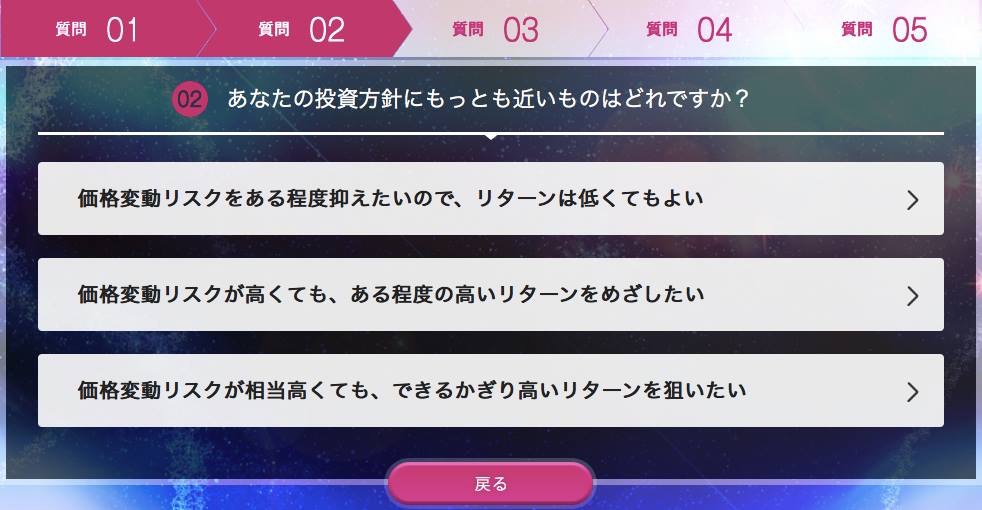 質問 01 質問 02 質問 03 質問 04 質問 05
02 あなたの投資方針にもっとも近いものはどれですか？
価格変動リスクをある程度抑えたいので、リターンは低くてもよい
価格変動リスクが高くても、ある程度の高いリターンをめざしたい
価格変動リスクが相当高くても、できるかぎり高いリターンを狙いたい
戻る